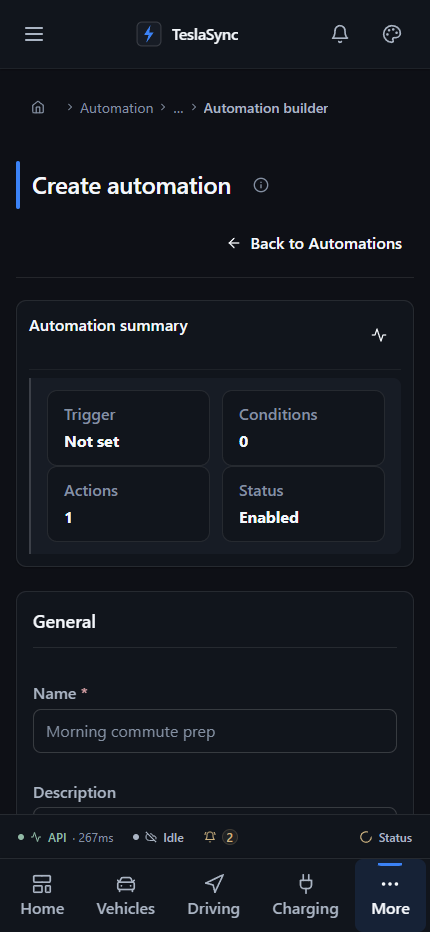 TeslaSync
Automation ... Automation builder
Create automation
Back to Automations
Automation summary
Trigger Conditions
Not set 0
Actions Status
1 Enabled
General
Name *
Morning commute prep
Description
API · 267ms Idle 2 Status
Home Vehicles Driving Charging More